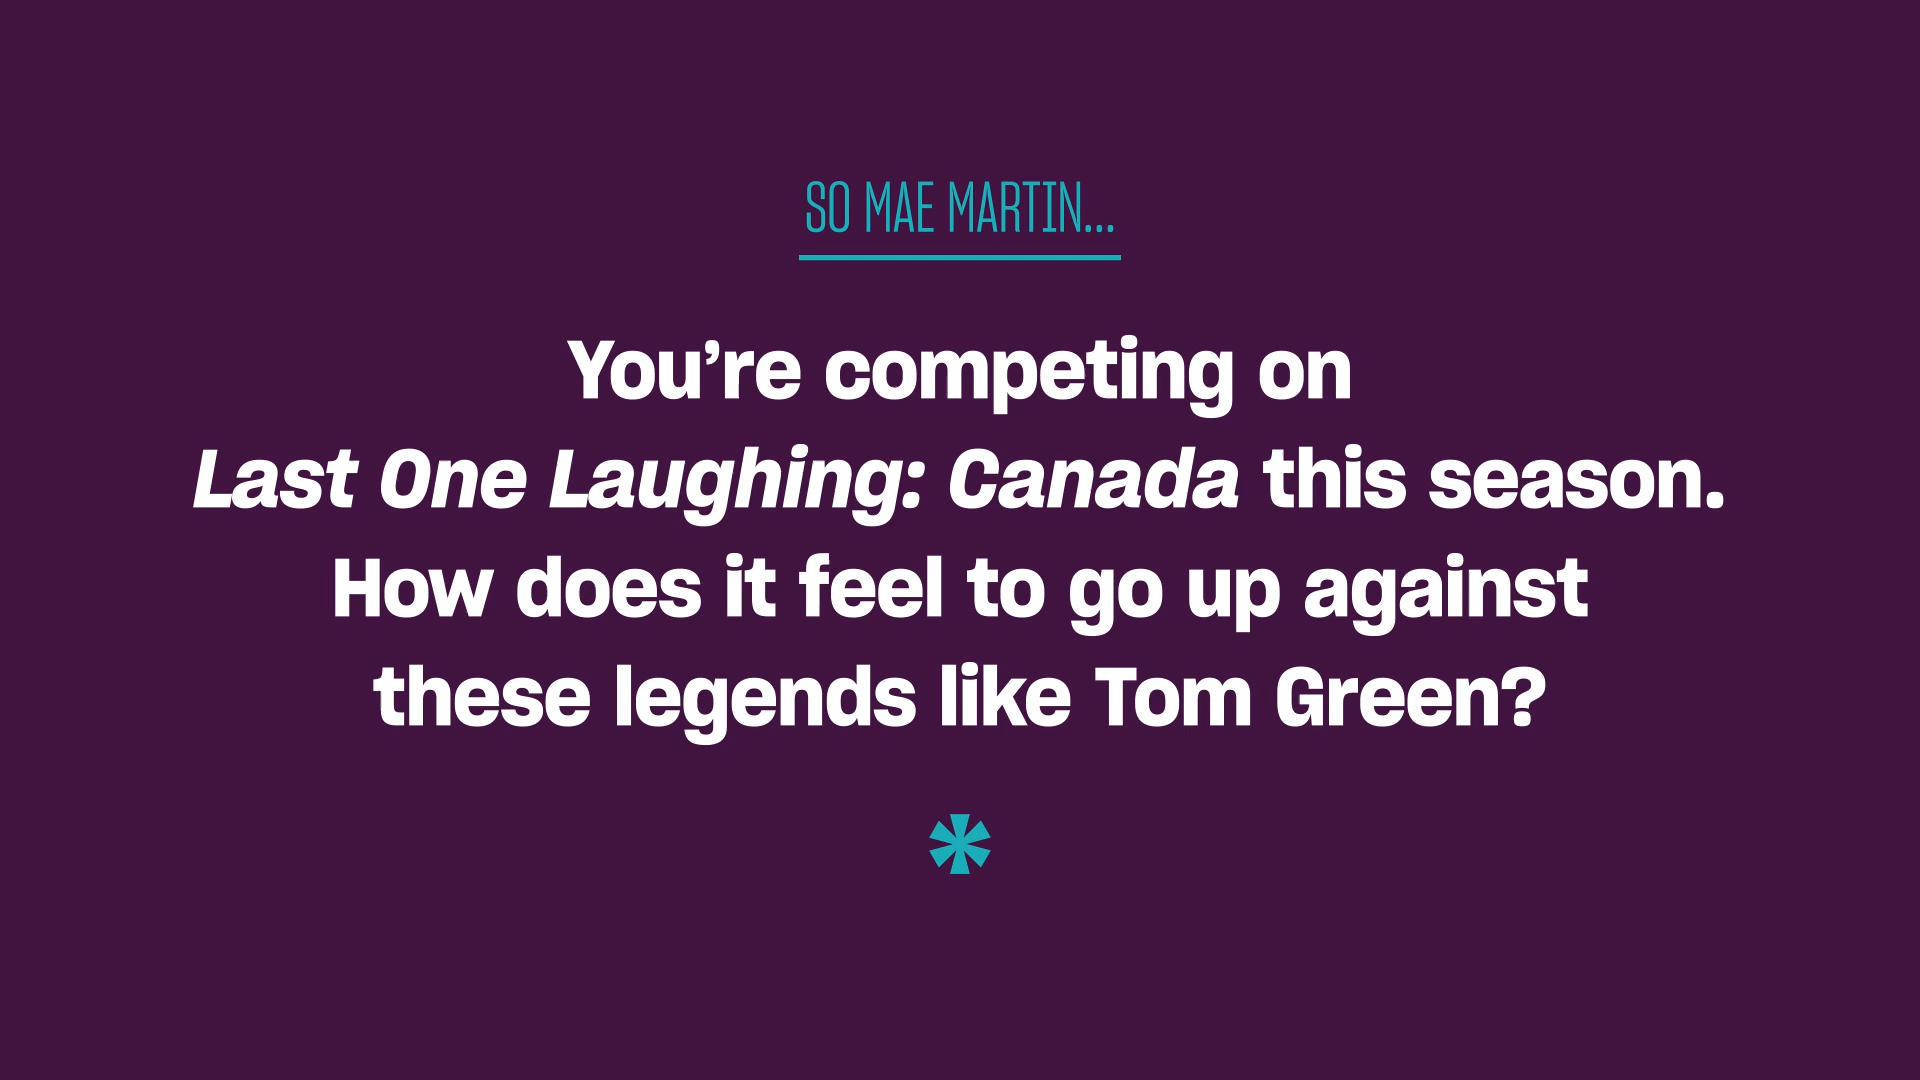 SO MAE MARTIN...
You’re competing on
Last One Laughing: Canada this season.
How does it feel to go up against
these legends like Tom Green?
*